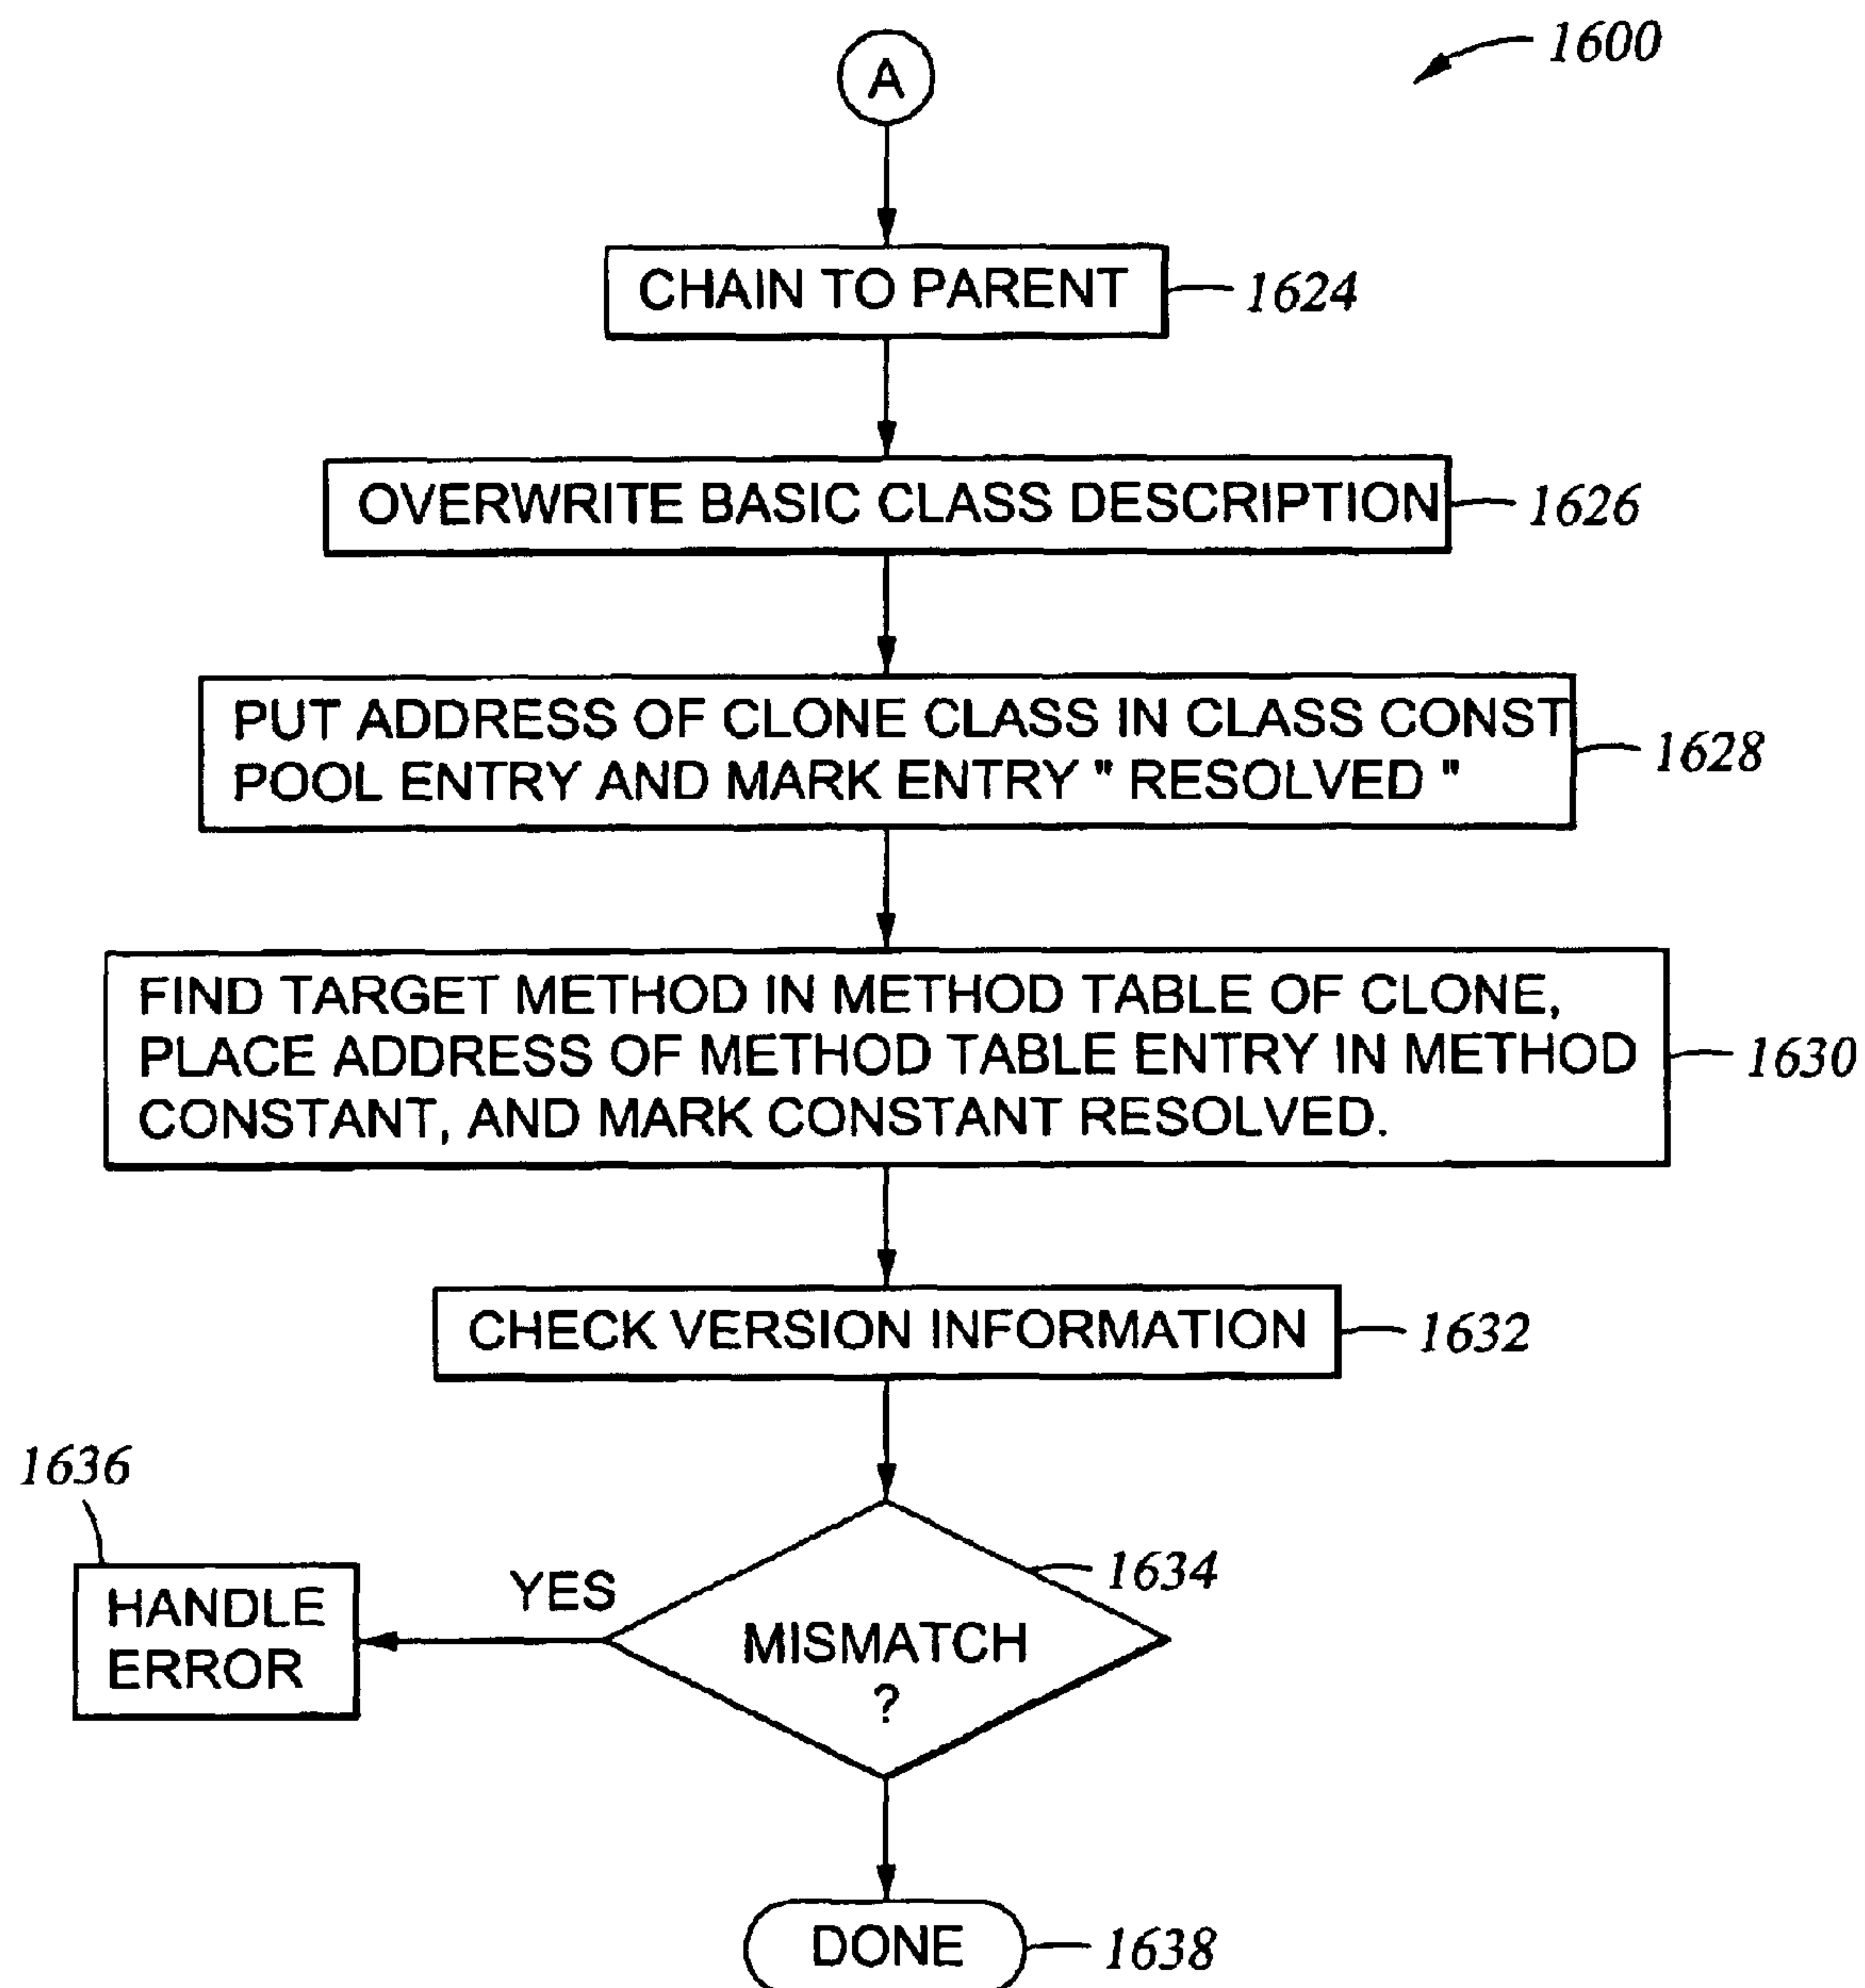 A
1600
CHAIN TO PARENT
1624
OVERWRITE BASIC CLASS DESCRIPTION
1626
PUT ADDRESS OF CLONE CLASS IN CLASS CONST
POOL ENTRY AND MARK ENTRY " RESOLVED "
1628
FIND TARGET METHOD IN METHOD TABLE OF CLONE,
PLACE ADDRESS OF METHOD TABLE ENTRY IN METHOD
CONSTANT, AND MARK CONSTANT RESOLVED.
1630
CHECK VERSION INFORMATION
1632
1636
HANDLE
ERROR
YES
1634
MISMATCH
?
DONE
1638